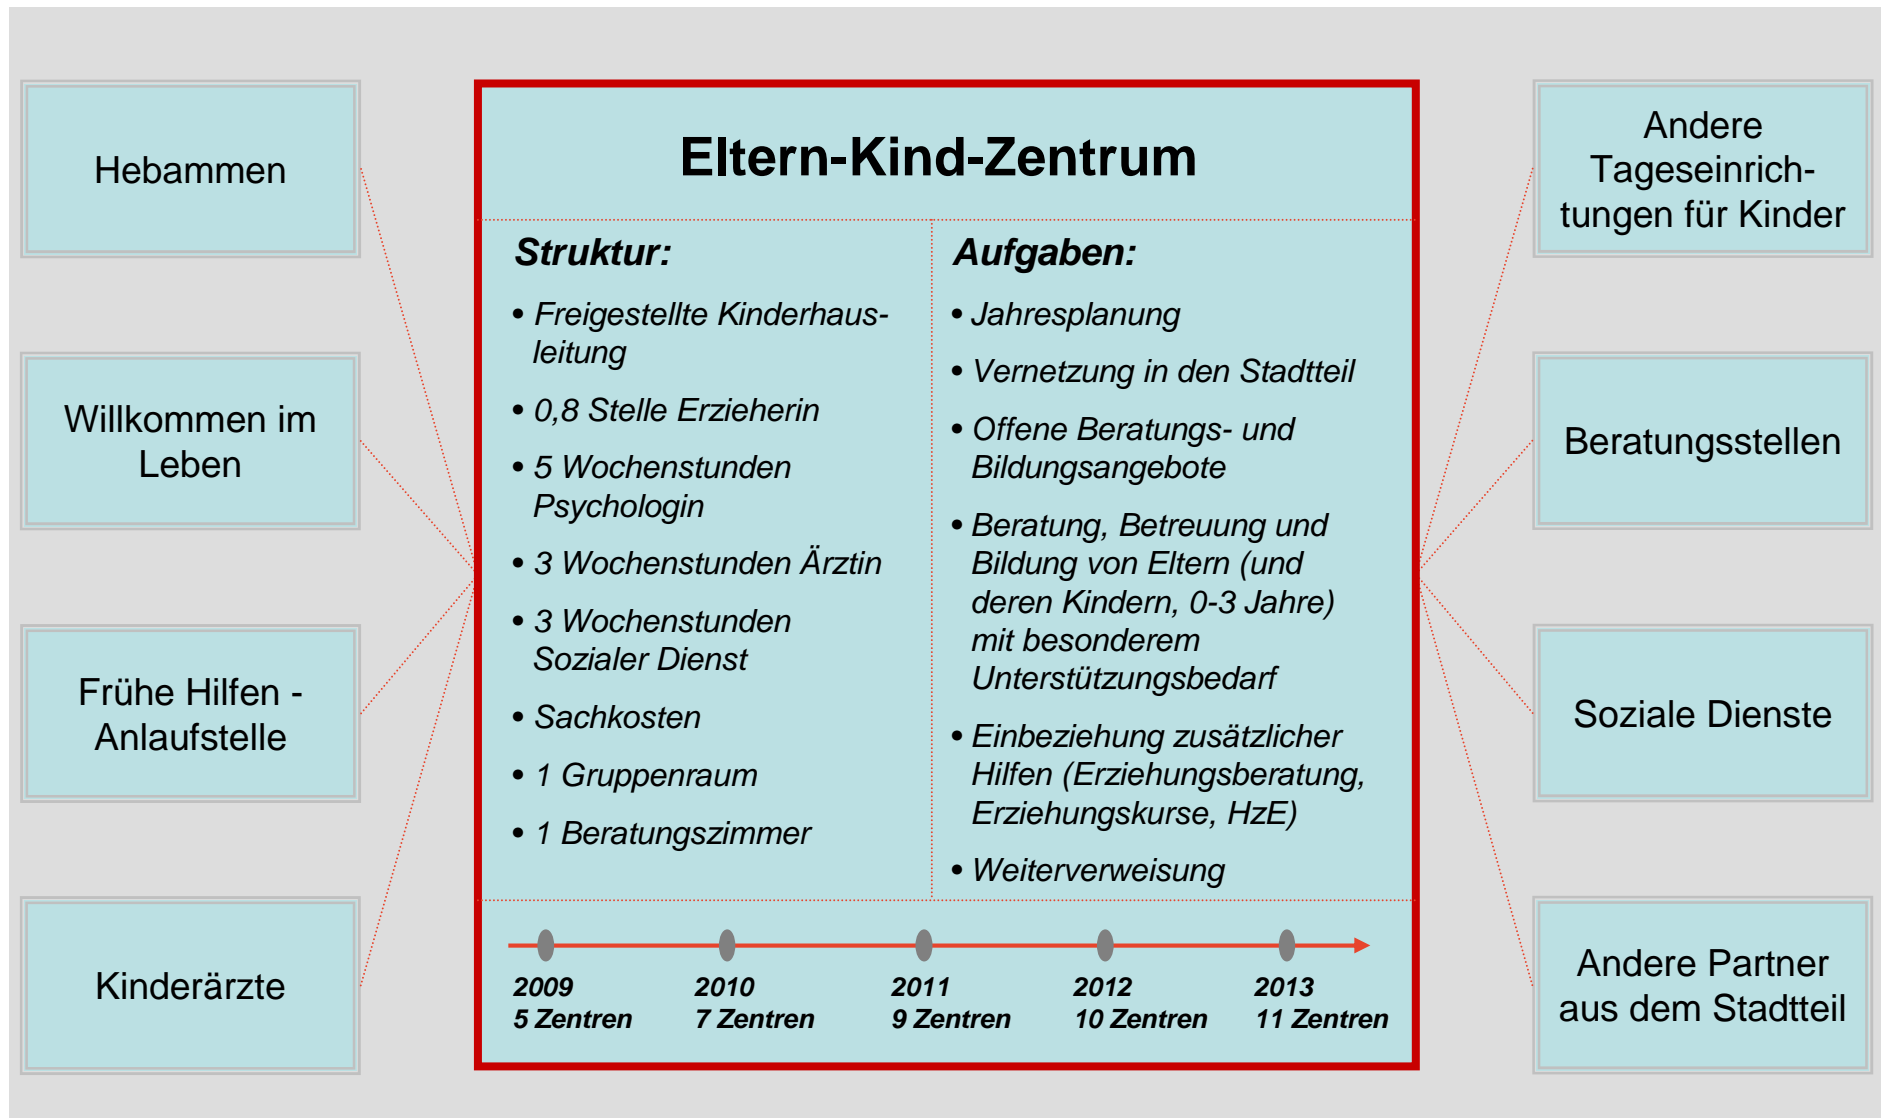 Hebammen
Willkommen im
Leben
Frühe Hilfen -
Anlaufstelle
Kinderärzte
Eltern-Kind-Zentrum
Struktur:
• Freigestellte Kinderhaus-
leitung
• 0,8 Stelle Erzieherin
• 5 Wochenstunden
Psychologin
• 3 Wochenstunden Ärztin
• 3 Wochenstunden
Sozialer Dienst
• Sachkosten
• 1 Gruppenraum
• 1 Beratungszimmer
Aufgaben:
• Jahresplanung
• Vernetzung in den Stadtteil
• Offene Beratungs- und
Bildungsangebote
• Beratung, Betreuung und
Bildung von Eltern (und
deren Kindern, 0-3 Jahre)
mit besonderem
Unterstützungsbedarf
• Einbeziehung zusätzlicher
Hilfen (Erziehungsberatung,
Erziehungskurse, HzE)
• Weiterverweisung
2009
5 Zentren
2010
7 Zentren
2011
9 Zentren
2012
10 Zentren
2013
11 Zentren
Andere
Tageseinrich-
tungen für Kinder
Beratungsstellen
Soziale Dienste
Andere Partner
aus dem Stadtteil